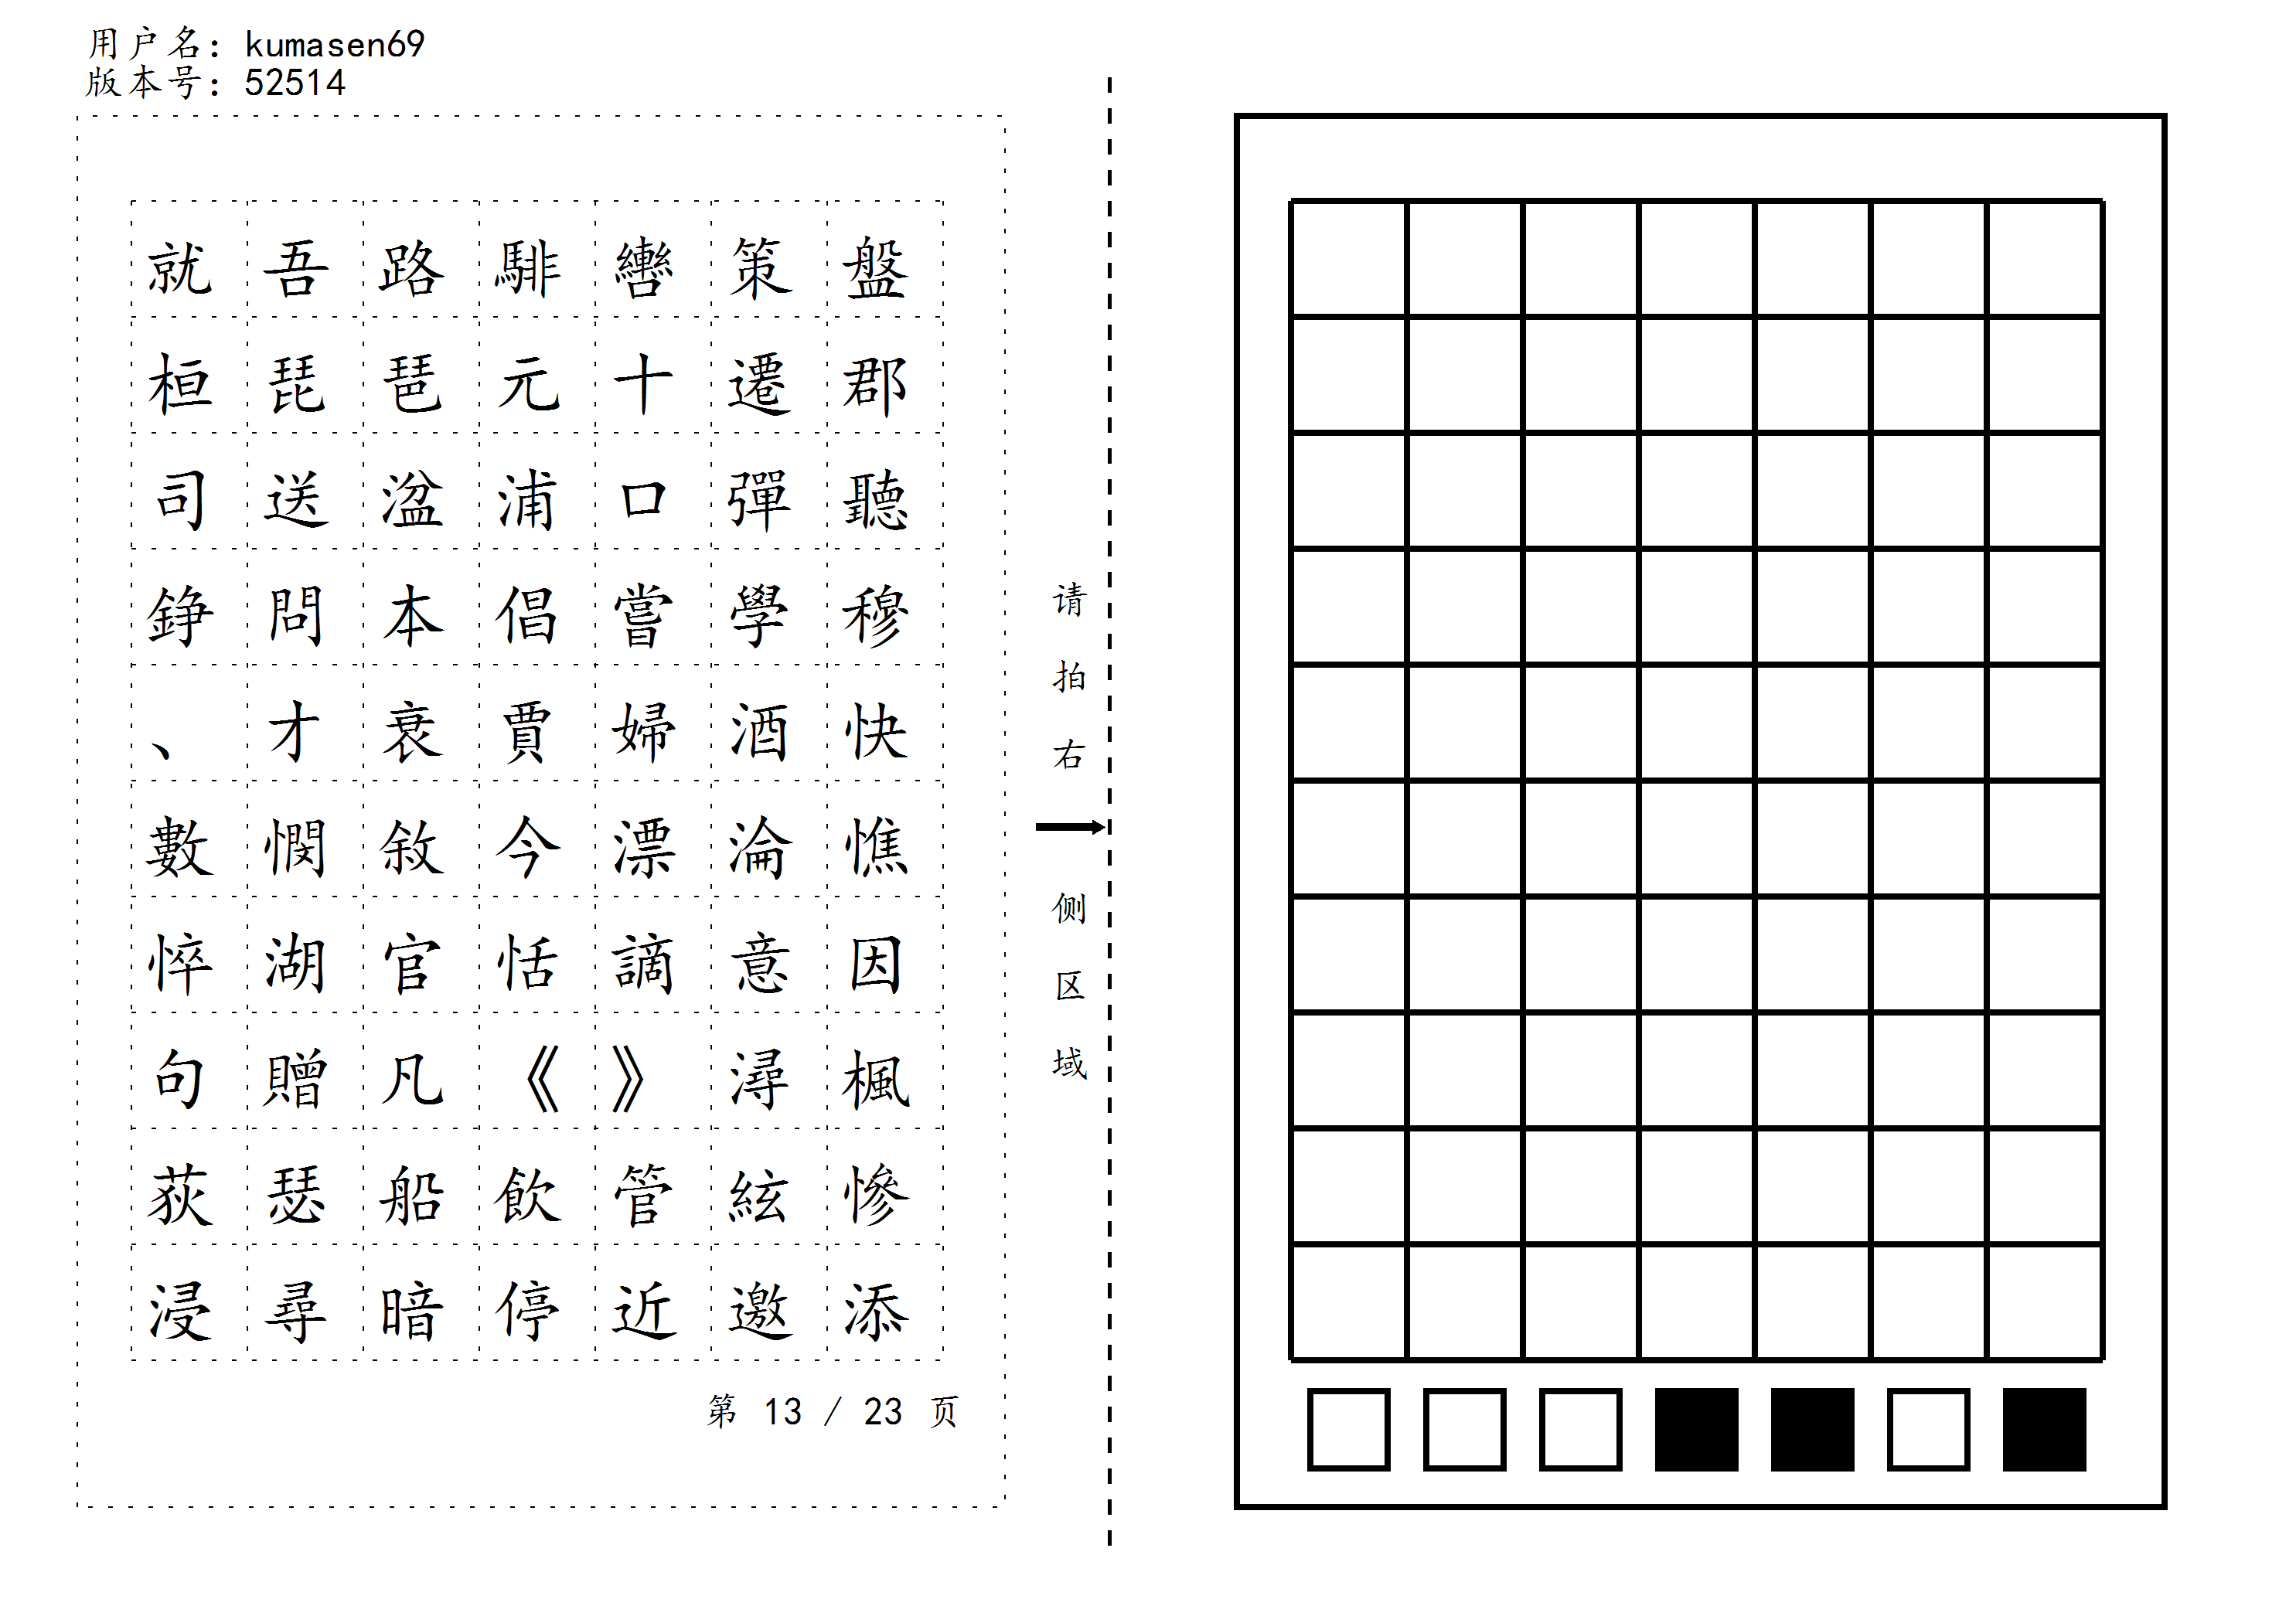 用户名: kumasen69
版本号: 52514
就吾路騑轡策盤
桓琵琶元十遷郡
司送湓浦口彈聽
錚問本倡嘗學穆
、才衰賈婦酒快
數憫敘今漂淪憔
悴湖官恬謫意因
句贈凡《》潯楓
荻瑟船飲管絃慘
浸尋暗停近邀添
第 13 / 23 页
请拍右侧区域